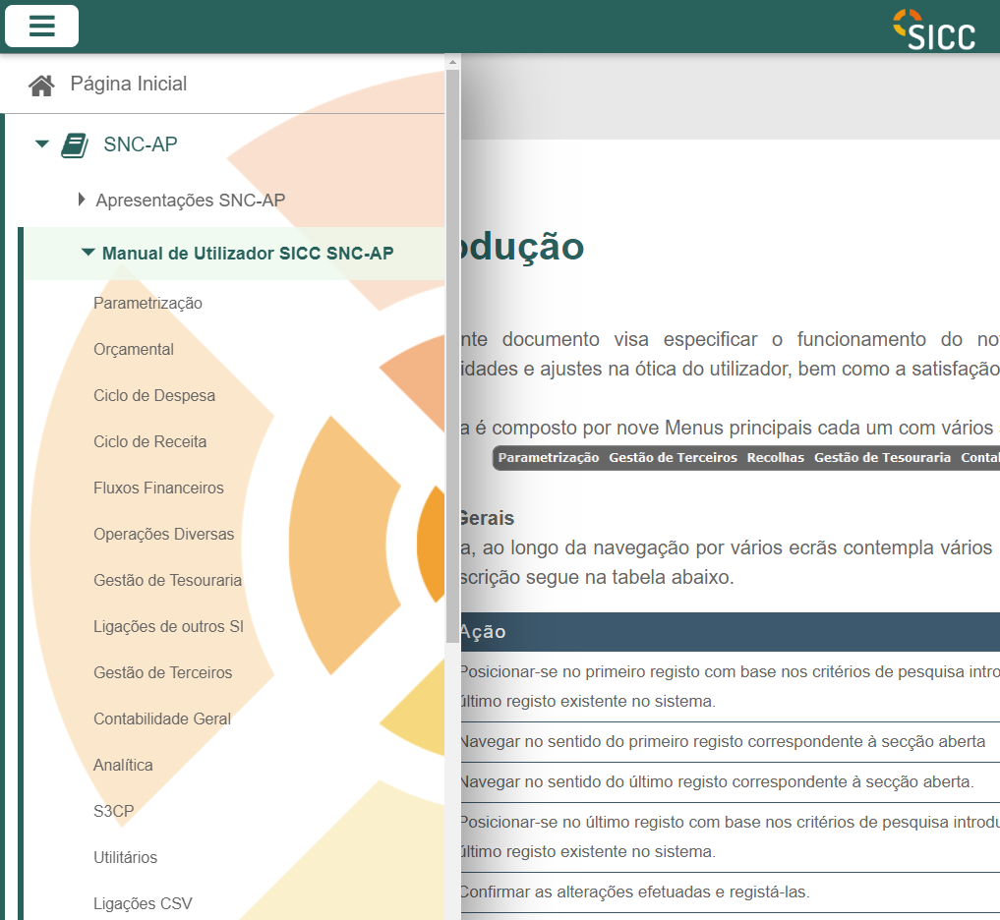 SICC
Página Inicial
SNC-AP
Apresentações SNC-AP
Manual de Utilizador SICC SNC-AP
Parametrização
Orçamental
Ciclo de Despesa
Ciclo de Receita
Fluxos Financeiros
Operações Diversas
Gestão de Tesouraria
Ligações de outros SI
Gestão de Terceiros
Contabilidade Geral
Analítica
S3CP
Utilitários
Ligações CSV
odução
nte documento visa especificar o funcionamento do no
idades e ajustes na ótica do utilizador, bem como a satisfação
a é composto por nove Menus principais cada um com vários
Parametrização Gestão de Terceiros Recolhas Gestão de Tesouraria Contal
Gerais
a, ao longo da navegação por vários ecrãs contempla vários
scrição segue na tabela abaixo.
Ação
Posicionar-se no primeiro registo com base nos critérios de pesquisa intro
último registo existente no sistema.
Navegar no sentido do primeiro registo correspondente à secção aberta
Navegar no sentido do último registo correspondente à secção aberta.
Posicionar-se no último registo com base nos critérios de pesquisa introdu
último registo existente no sistema.
Confirmar as alterações efetuadas e registá-las.